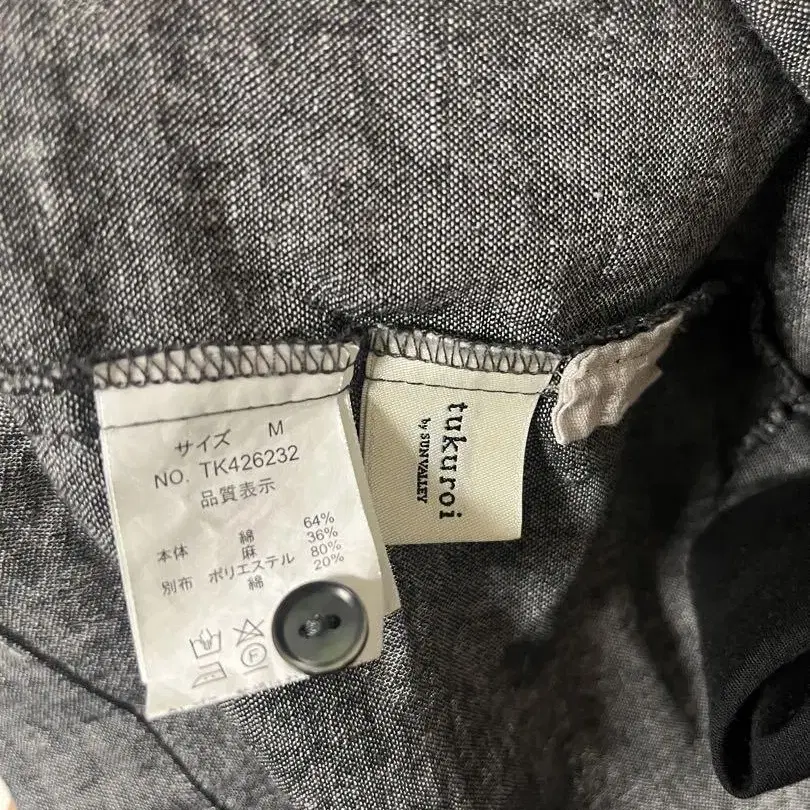 サイズ M
NO. TK426232
品質表示
本体 綿 64%
麻 36%
別布 ポリエステル 80%
綿 20%
F
tukuroi
by SUNVALLEY